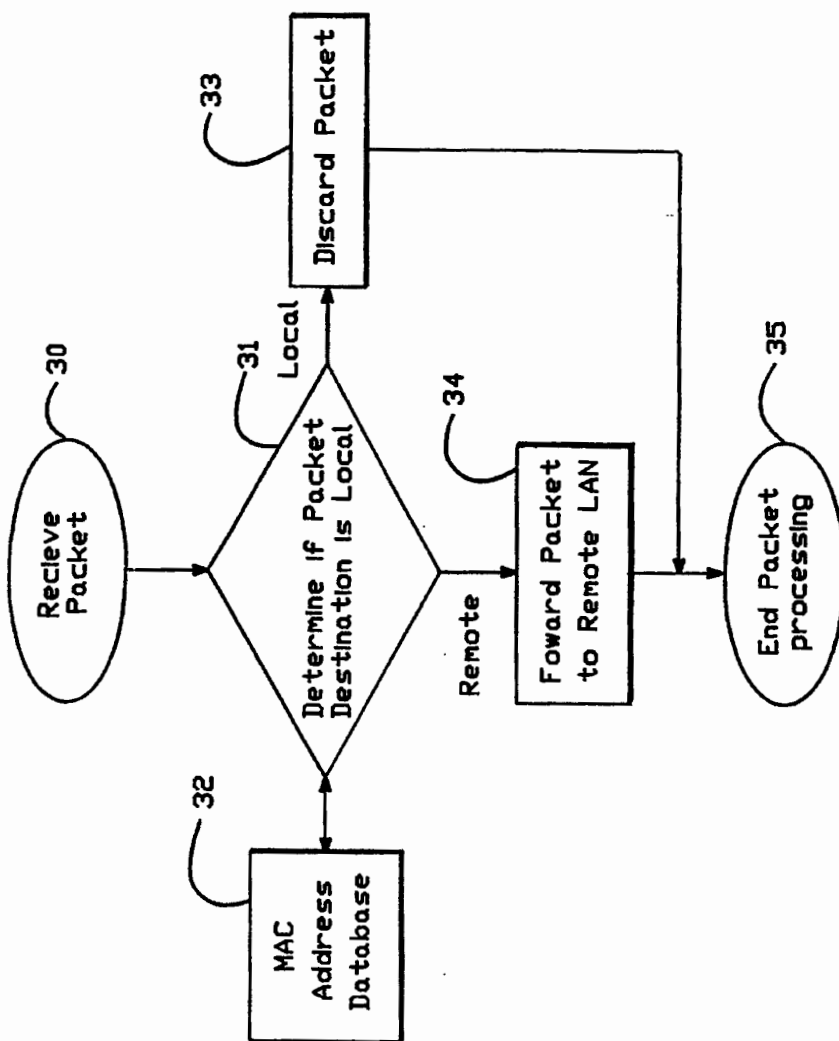 30
Recieve
Packet
31
Determine if Packet
Destination is Local
32
MAC
Address
Database
Local
33
Discard Packet
Remote
34
Foward Packet
to Remote LAN
35
End Packet
processing